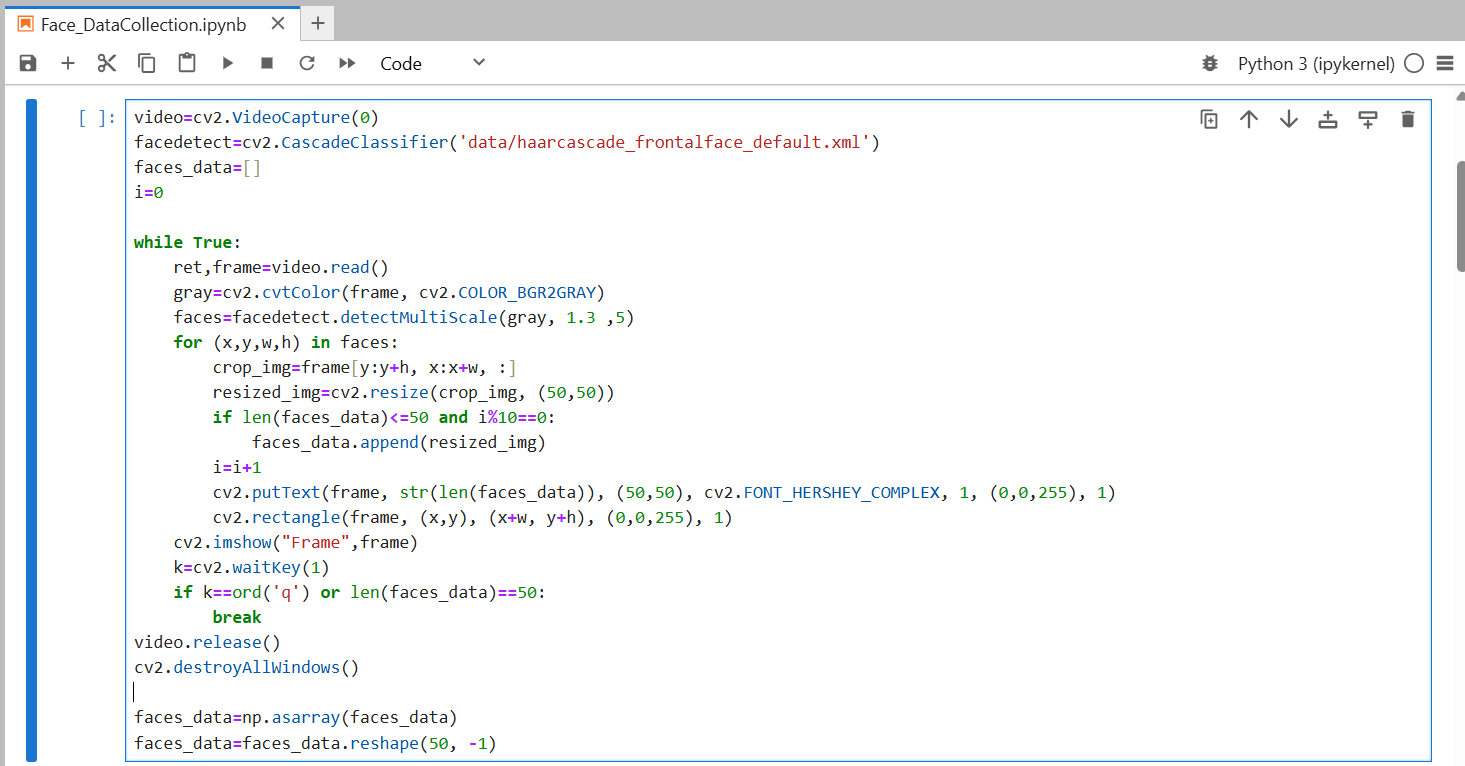 Face_DataCollection.ipynb
Code
Python 3 (ipykernel)
[ ]:
video=cv2.VideoCapture(0)
facedetect=cv2.CascadeClassifier('data/haarcascade_frontalface_default.xml')
faces_data=[]
i=0

while True:
    ret,frame=video.read()
    gray=cv2.cvtColor(frame, cv2.COLOR_BGR2GRAY)
    faces=facedetect.detectMultiScale(gray, 1.3 ,5)
    for (x,y,w,h) in faces:
        crop_img=frame[y:y+h, x:x+w, :]
        resized_img=cv2.resize(crop_img, (50,50))
        if len(faces_data)<=50 and i%10==0:
            faces_data.append(resized_img)
        i=i+1
        cv2.putText(frame, str(len(faces_data)), (50,50), cv2.FONT_HERSHEY_COMPLEX, 1, (0,0,255), 1)
        cv2.rectangle(frame, (x,y), (x+w, y+h), (0,0,255), 1)
    cv2.imshow("Frame",frame)
    k=cv2.waitKey(1)
    if k==ord('q') or len(faces_data)==50:
        break
video.release()
cv2.destroyAllWindows()

faces_data=np.asarray(faces_data)
faces_data=faces_data.reshape(50, -1)